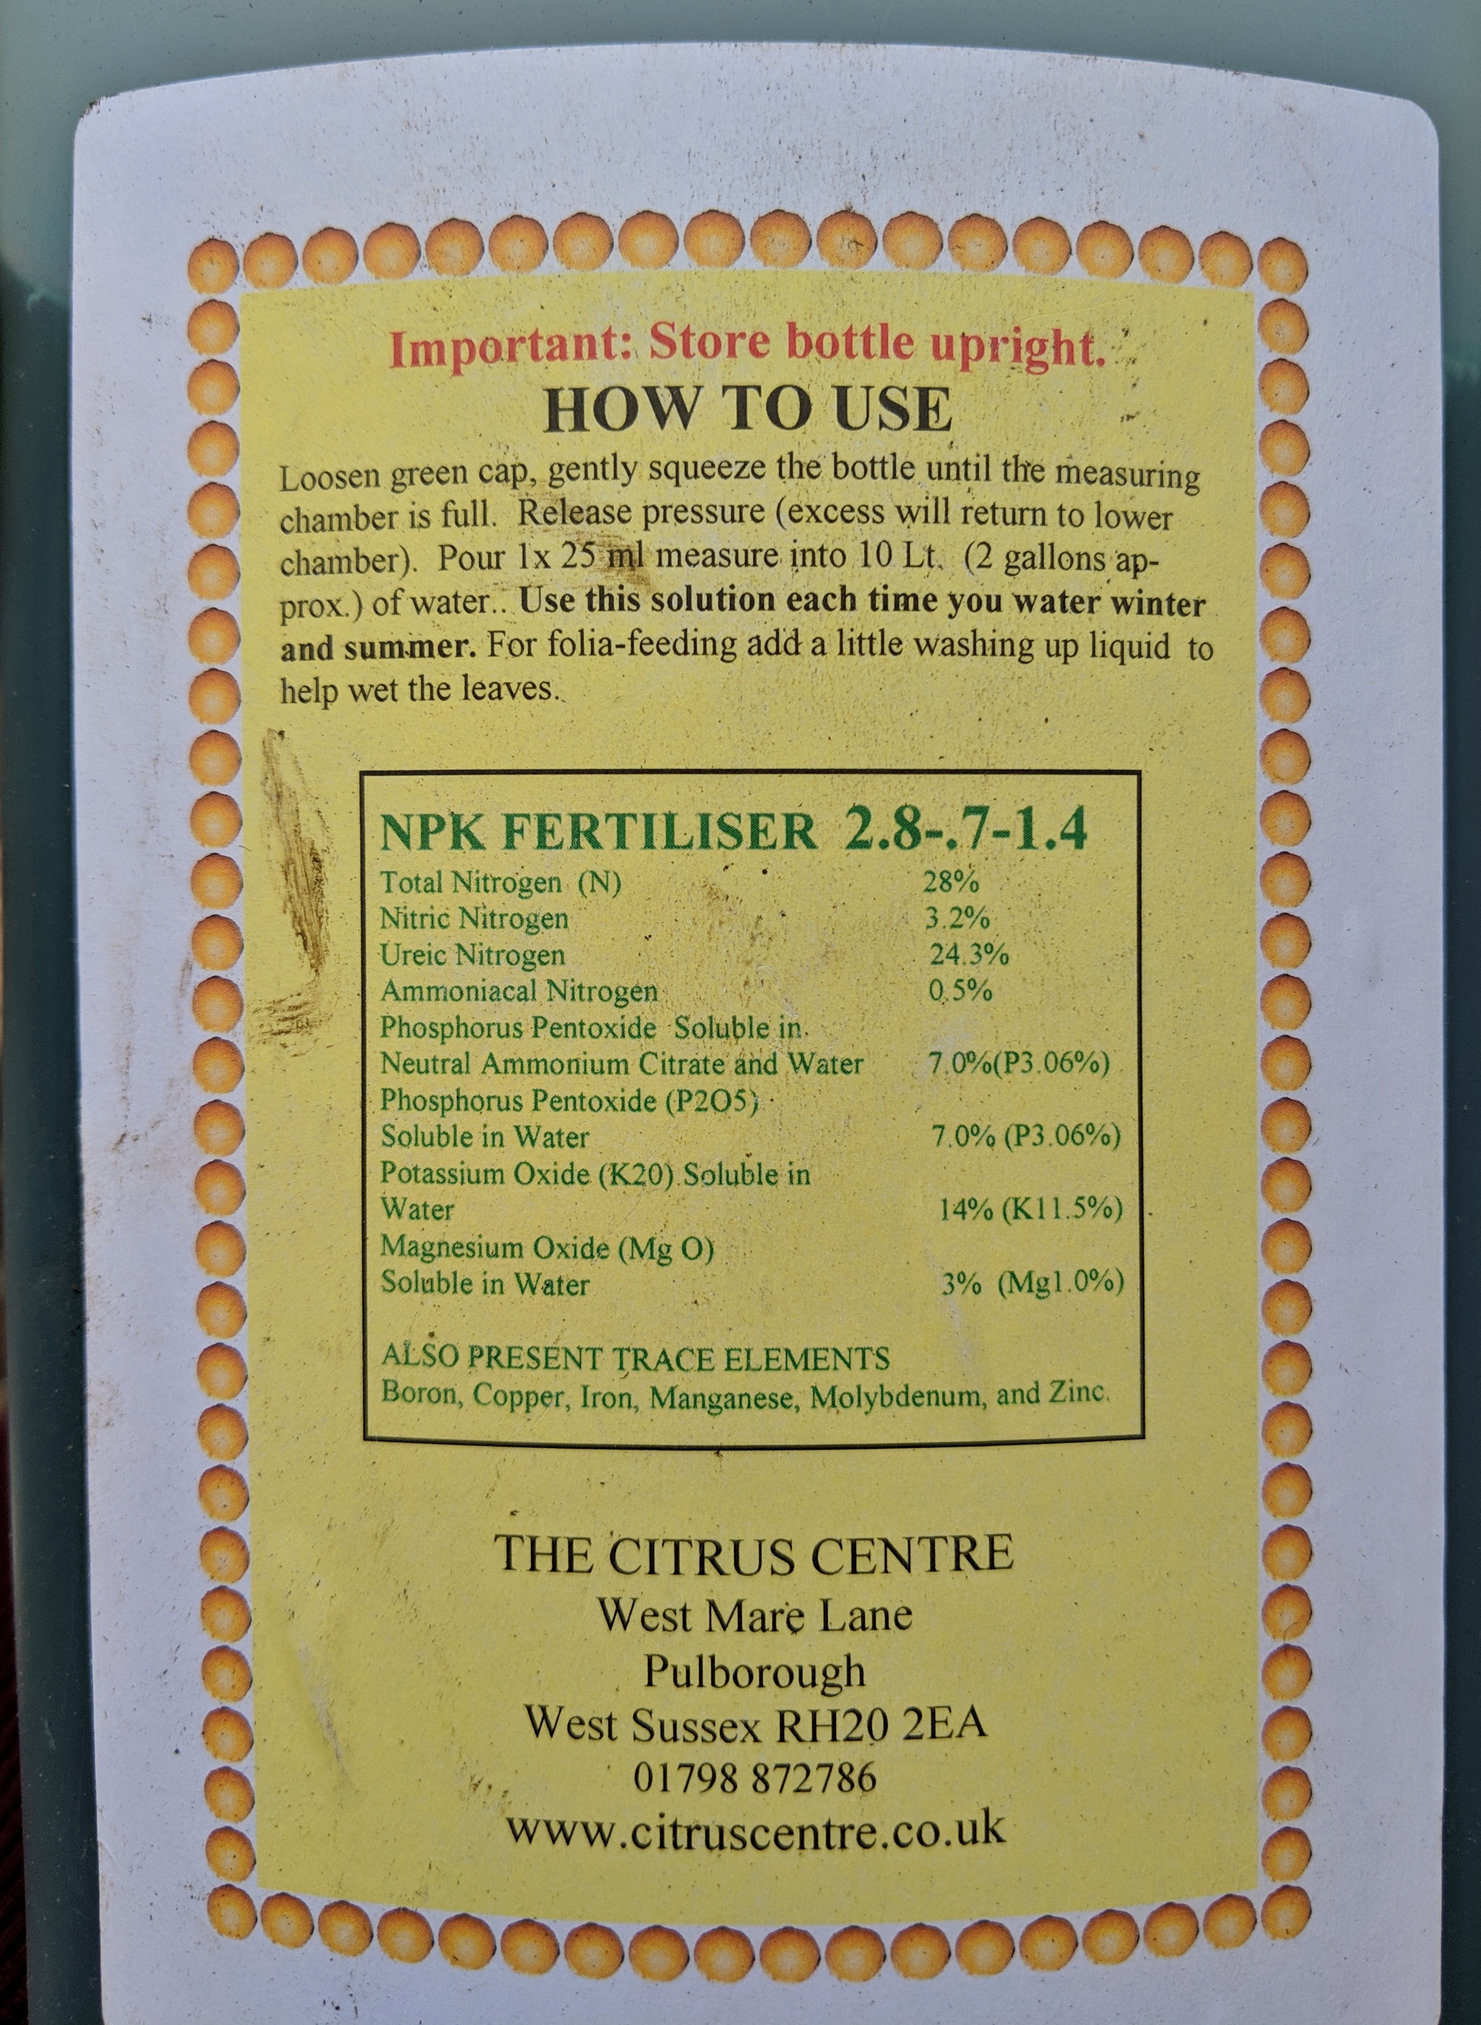 Important: Store bottle upright.
HOW TO USE
Loosen green cap, gently squeeze the bottle until the measuring
chamber is full. Release pressure (excess will return to lower
chamber). Pour 1x 25 ml measure into 10 Lt. (2 gallons ap-
prox.) of water.. Use this solution each time you water winter
and summer. For folia-feeding add a little washing up liquid to
help wet the leaves.
NPK FERTILISER 2.8-.7-1.4
Total Nitrogen (N) 28%
Nitric Nitrogen 3.2%
Ureic Nitrogen 24.3%
Ammoniacal Nitrogen 0.5%
Phosphorus Pentoxide Soluble in
Neutral Ammonium Citrate and Water 7.0%(P3.06%)
Phosphorus Pentoxide (P2O5)
Soluble in Water 7.0% (P3.06%)
Potassium Oxide (K20) Soluble in
Water 14% (K11.5%)
Magnesium Oxide (Mg O)
Soluble in Water 3% (Mg1.0%)
ALSO PRESENT TRACE ELEMENTS
Boron, Copper, Iron, Manganese, Molybdenum, and Zinc.
THE CITRUS CENTRE
West Mare Lane
Pulborough
West Sussex RH20 2EA
01798 872786
www.citruscentre.co.uk